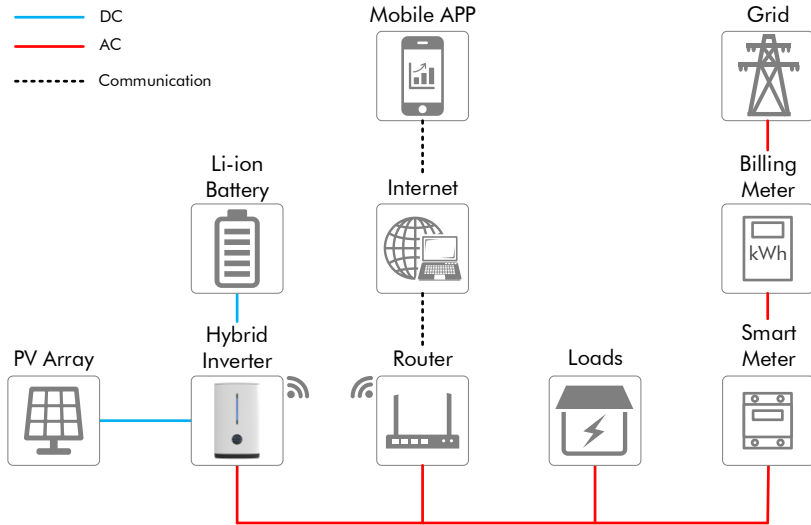 DC
AC
Communication
Mobile APP
Grid
Li-ion
Battery
Internet
Billing
Meter
kWh
PV Array
Hybrid
Inverter
Router
Loads
Smart
Meter